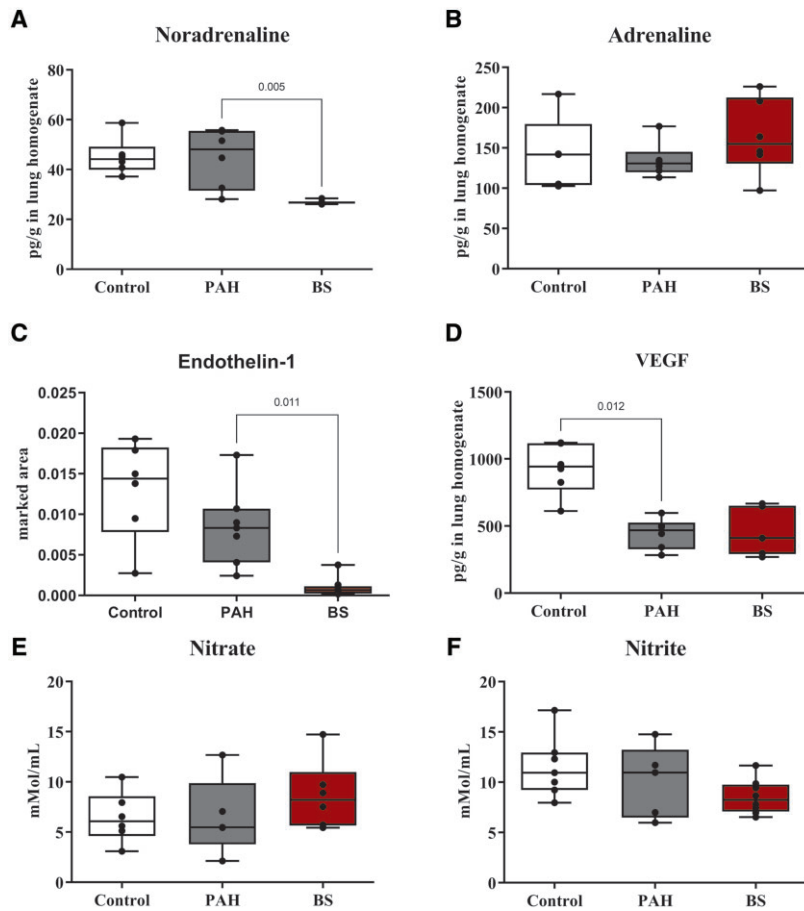 A
Noradrenaline
pg/g in lung homogenate
80
60
40
20
0
0.005
Control
PAH
BS
B
Adrenaline
pg/g in lung homogenate
250
200
150
100
50
0
Control
PAH
BS
C
Endothelin-1
marked area
0.025
0.020
0.015
0.010
0.005
0.000
0.011
Control
PAH
BS
D
VEGF
pg/g in lung homogenate
1500
1000
500
0
0.012
Control
PAH
BS
E
Nitrate
mMol/mL
20
15
10
5
0
Control
PAH
BS
F
Nitrite
mMol/mL
20
15
10
5
0
Control
PAH
BS